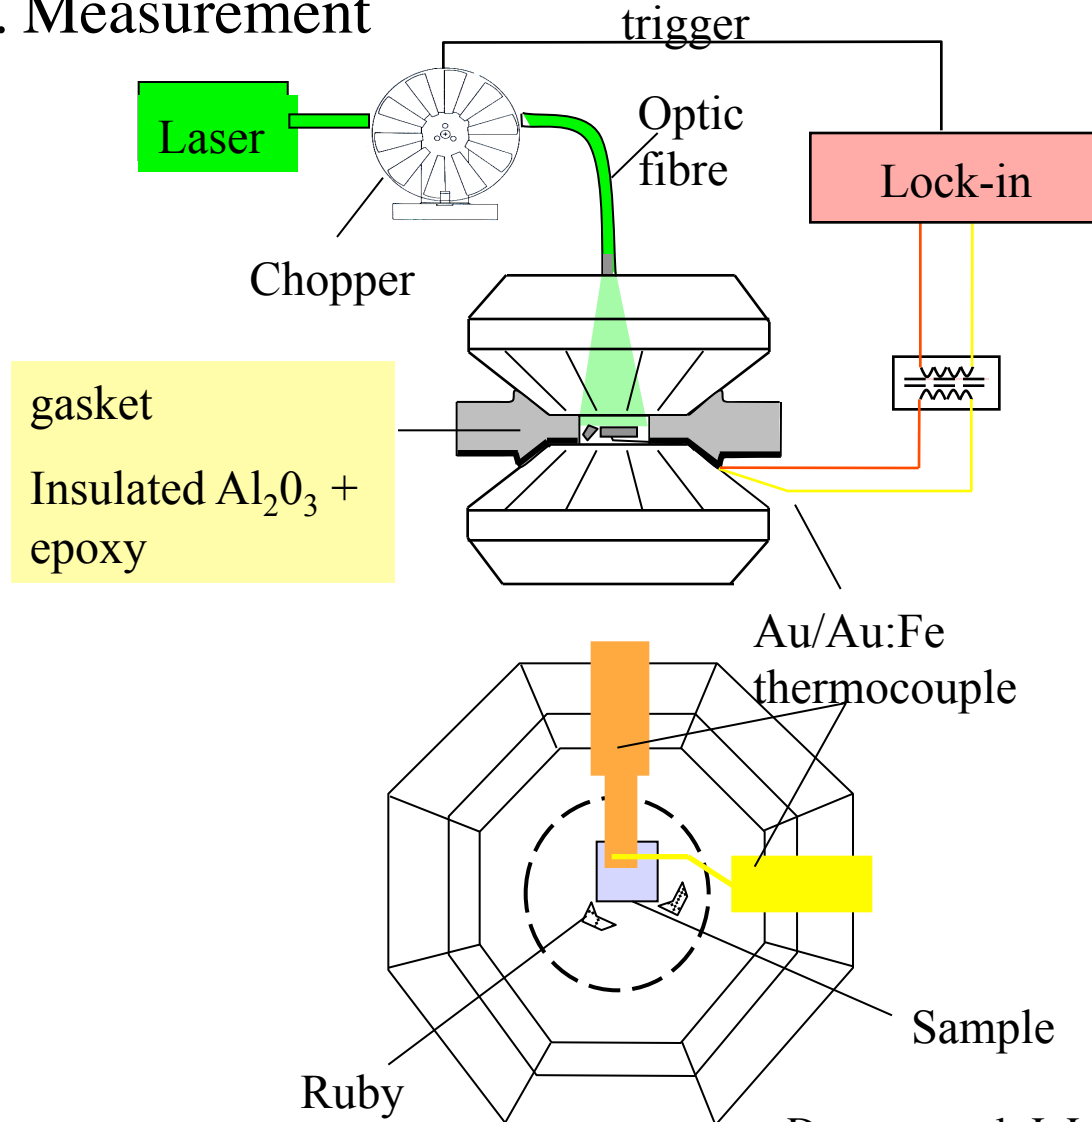 . Measurement
trigger
Laser
Optic
fibre
Lock-in
Chopper
gasket
Insulated Al₂0₃ +
epoxy
Au/Au:Fe
thermocouple
Sample
Ruby